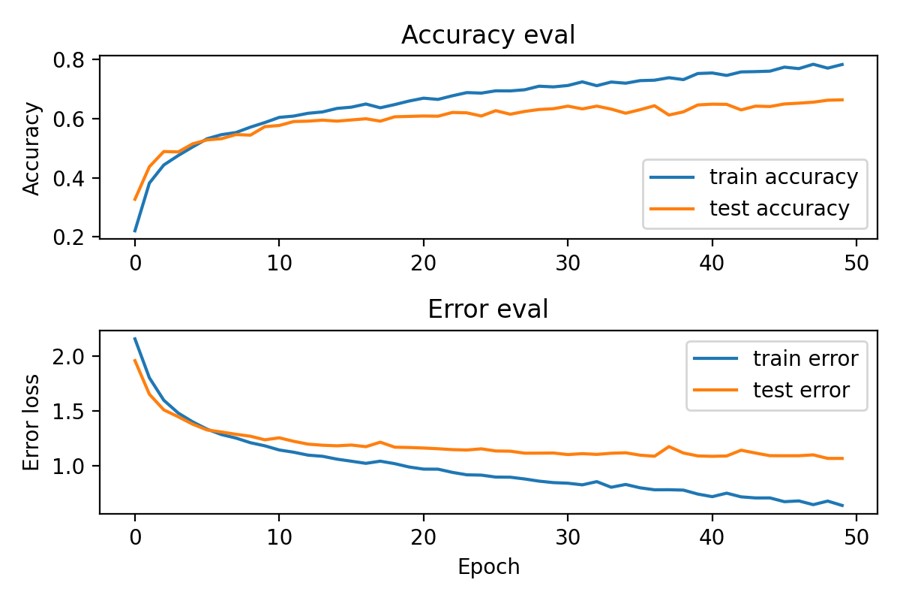 Accuracy eval
Accuracy
0.8
0.6
0.4
0.2
train accuracy
test accuracy
0 10 20 30 40 50
Error eval
Error loss
2.0
1.5
1.0
train error
test error
0 10 20 30 40 50
Epoch